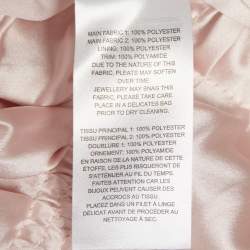 MAIN FABRIC 1: 100% POLYESTER
MAIN FABRIC 2: 100% POLYESTER
LINING: 100% POLYESTER
TRIM: 100% POLYAMIDE
DUE TO THE NATURE OF THIS
FABRIC, PLEATS MAY SOFTEN
OVER TIME.
JEWELLERY MAY SNAG THIS
FABRIC, PLEASE TAKE CARE.
PLACE IN A DELICATES BAG
PRIOR TO DRY CLEANING.
TISSU PRINCIPAL 1: 100% POLYESTER
TISSU PRINCIPAL 2: 100% POLYESTER
DOUBLURE 1: 100% POLYESTER
ORNEMENT: 100% POLYAMIDE
EN RAISON DE LA NATURE DE CETTE
ÉTOFFE, LES PLIS RISQUERONT DE
S'ATTÉNUER AU FIL DU TEMPS.
FAITES ATTENTION CAR LES
BIJOUX PEUVENT CAUSER DES
ACCROCS AU TISSU.
PLACEZ DANS UN FILET A LINGE
DÉLICAT AVANT DE PROCÉDER AU
NETTOYAGE À SEC.